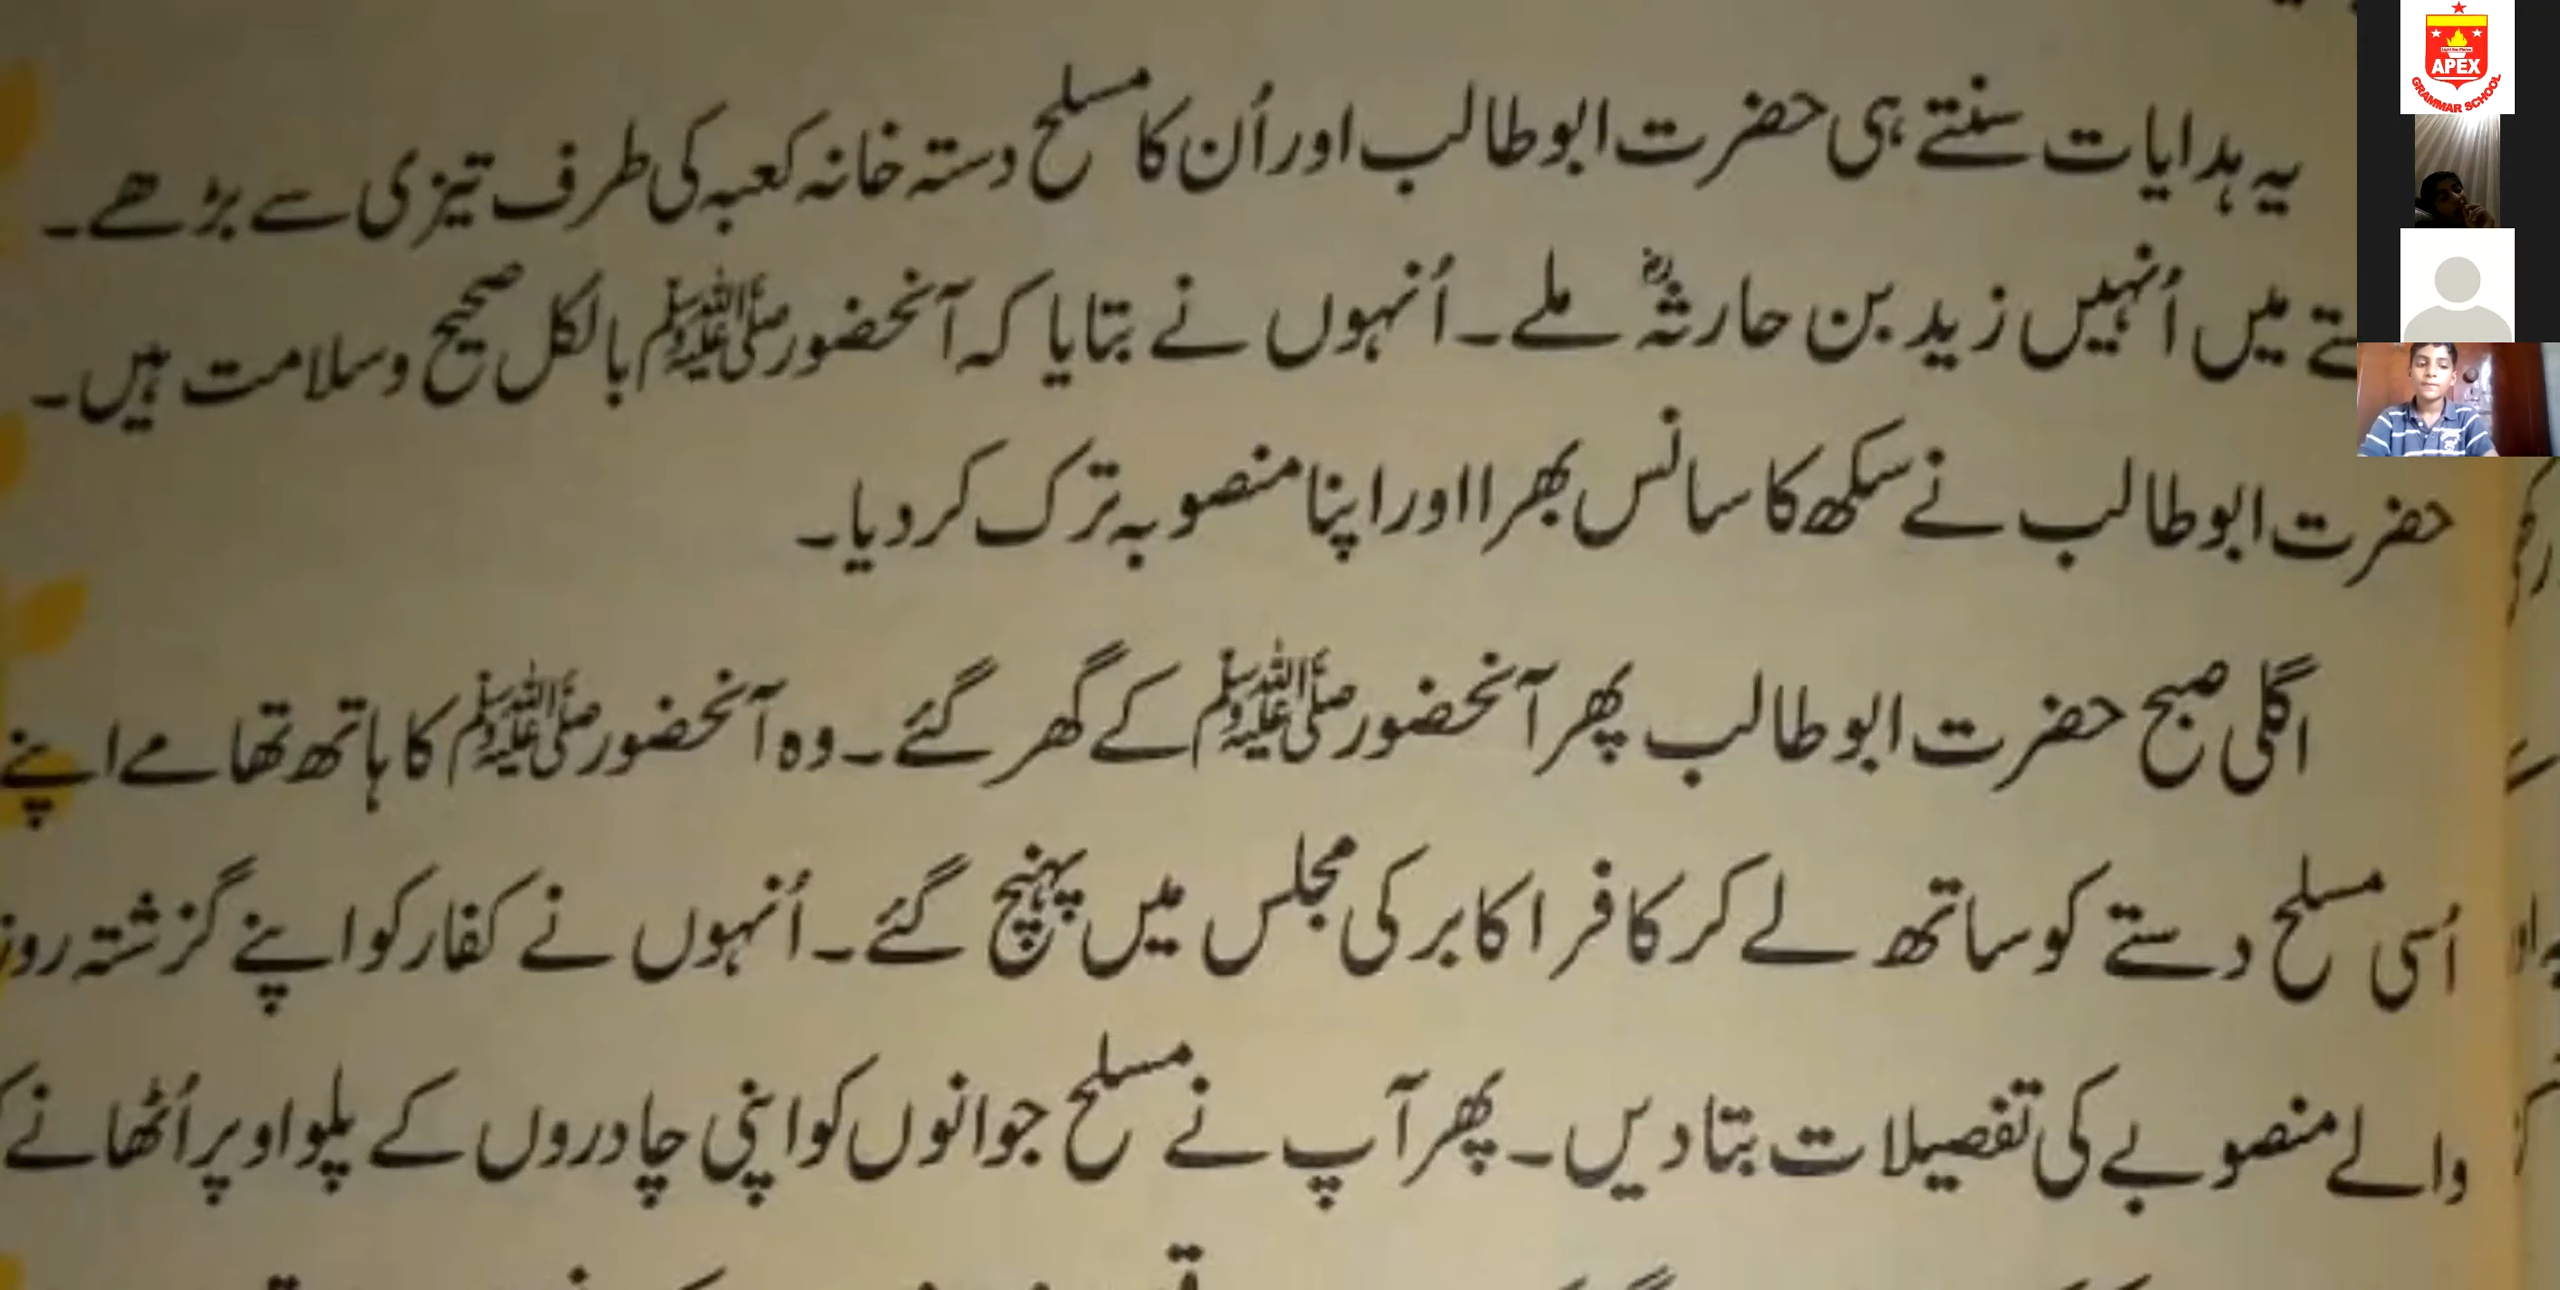 یہ ہدایات سنتے ہی حضرت ابوطالب اور اُن کا مسلح دستہ خانہ کعبہ کی طرف تیزی سے بڑھے۔
میں اُنہیں زید بن حارثہؓ ملے۔ اُنہوں نے بتایا کہ آنحضور ﷺ بالکل صحیح و سلامت ہیں۔
حضرت ابوطالب نے سکھ کا سانس بھرا اور اپنا منصوبہ ترک کر دیا۔
اگلی صبح حضرت ابوطالب پھر آنحضور ﷺ کے گھر گئے۔ وہ آنحضور ﷺ کا ہاتھ تھامے اپنے
اُسی مسلح دستے کو ساتھ لے کر کافر اکابر کی مجلس میں پہنچ گئے۔ اُنہوں نے کفار کو اپنے گزشتہ روز
والے منصوبے کی تفصیلات بتا دیں۔ پھر آپ نے مسلح جوانوں کو اپنی چادروں کے پلو اوپر اُٹھانے
APEX
GRAMMAR SCHOOL